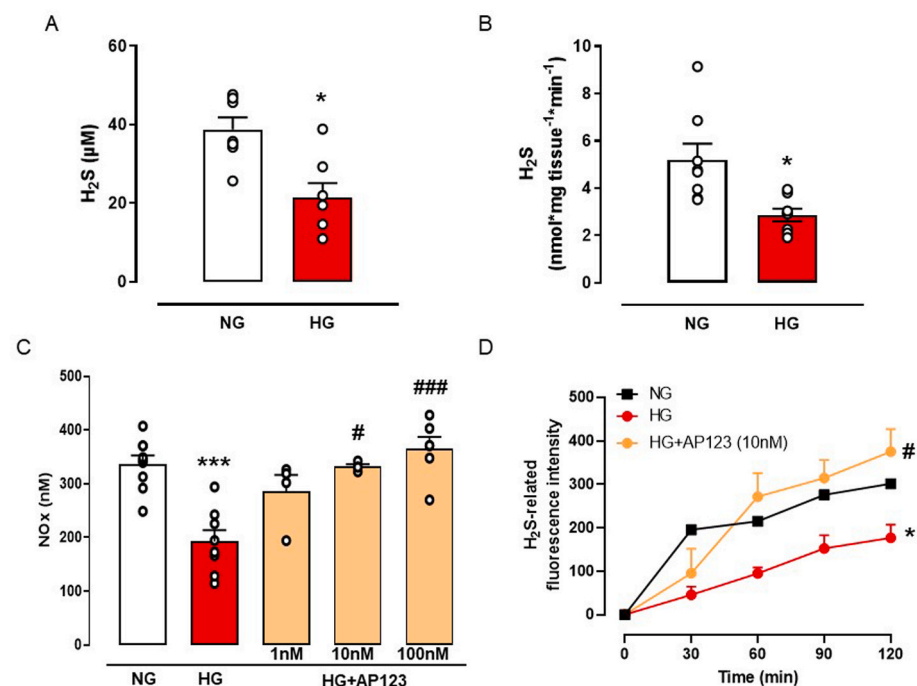 A
H2S (µM)
60
40
20
0
*
NG HG
B
H2S
(nmol*mg tissue-1*min-1)
10
8
6
4
2
0
*
NG HG
C
NOx (nM)
500
400
300
200
100
0
***
#
###
1nM 10nM 100nM
NG HG HG+AP123
D
H2S-related
fluorescence intensity
500
400
300
200
100
0
NG
HG
HG+AP123 (10nM)
#
*
0 30 60 90 120
Time (min)